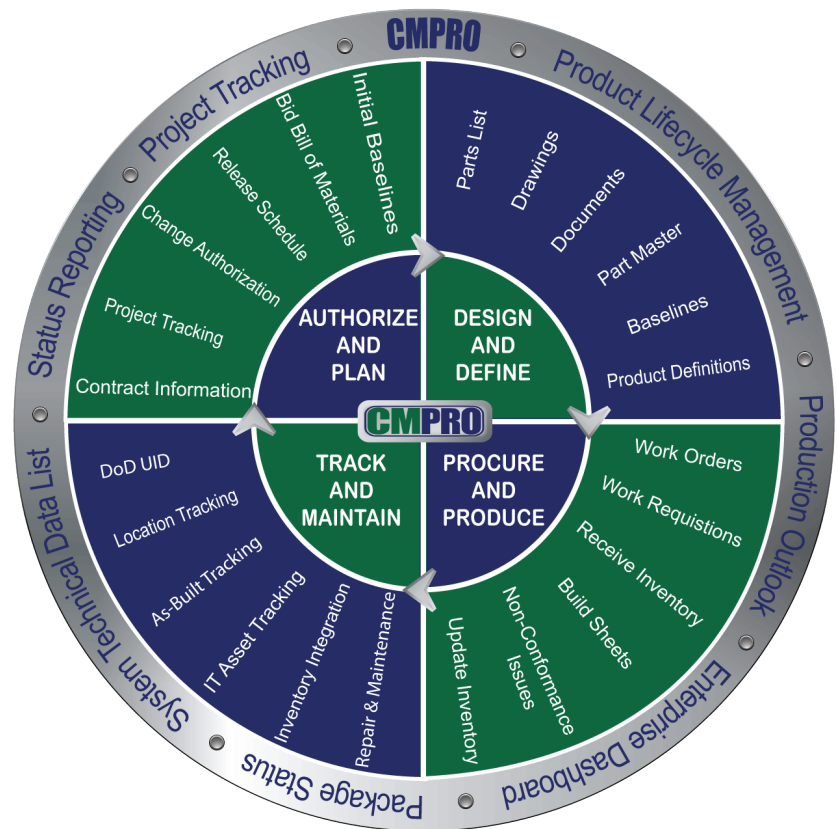 CMPRO
Product Lifecycle Management
Production Outlook
Enterprise Dashboard
Package Status
System Technical Data List
Status Reporting
Project Tracking
Contract Information
Project Tracking
Change Authorization
Release Schedule
Bid Bill of Materials
Initial Baselines
Parts List
Drawings
Documents
Part Master
Baselines
Product Definitions
Work Orders
Work Requistions
Receive Inventory
Build Sheets
Non-Conformance
Issues
Update Inventory
Repair & Maintenance
Inventory Integration
IT Asset Tracking
As-Built Tracking
Location Tracking
DoD UID
AUTHORIZE
AND
PLAN
DESIGN
AND
DEFINE
CMPRO
PROCURE
AND
PRODUCE
TRACK
AND
MAINTAIN